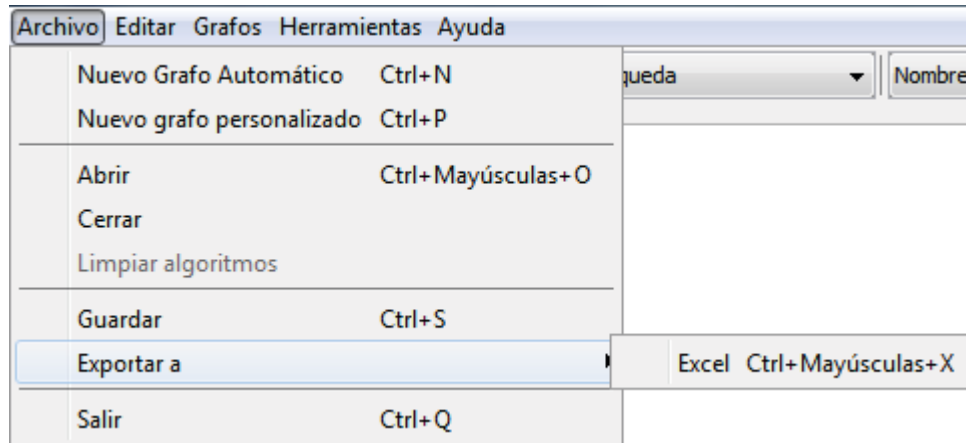 Archivo Editar Grafos Herramientas Ayuda
Nuevo Grafo Automático Ctrl+N
queda Nombre
Nuevo grafo personalizado Ctrl+P
Abrir Ctrl+Mayúsculas+O
Cerrar
Limpiar algoritmos
Guardar Ctrl+S
Exportar a
Excel Ctrl+Mayúsculas+X
Salir Ctrl+Q